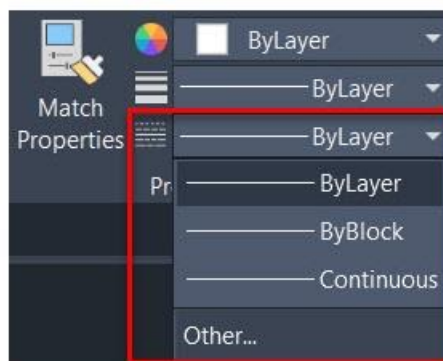 ByLayer
ByLayer
Match
Properties
ByLayer
Pr
ByLayer
ByBlock
Continuous
Other...